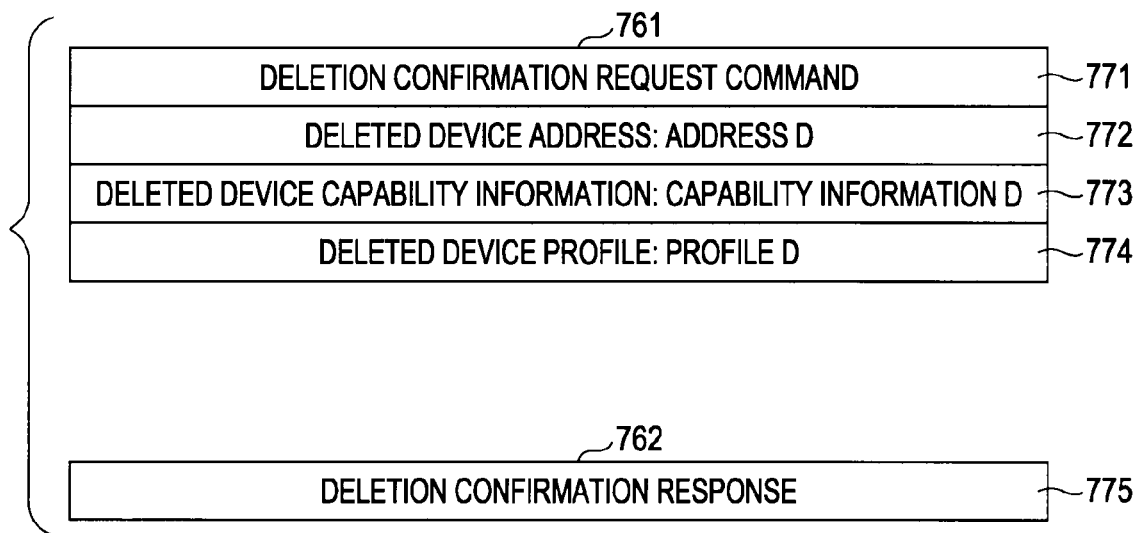 761
DELETION CONFIRMATION REQUEST COMMAND 771
DELETED DEVICE ADDRESS: ADDRESS D 772
DELETED DEVICE CAPABILITY INFORMATION: CAPABILITY INFORMATION D 773
DELETED DEVICE PROFILE: PROFILE D 774
762
DELETION CONFIRMATION RESPONSE 775